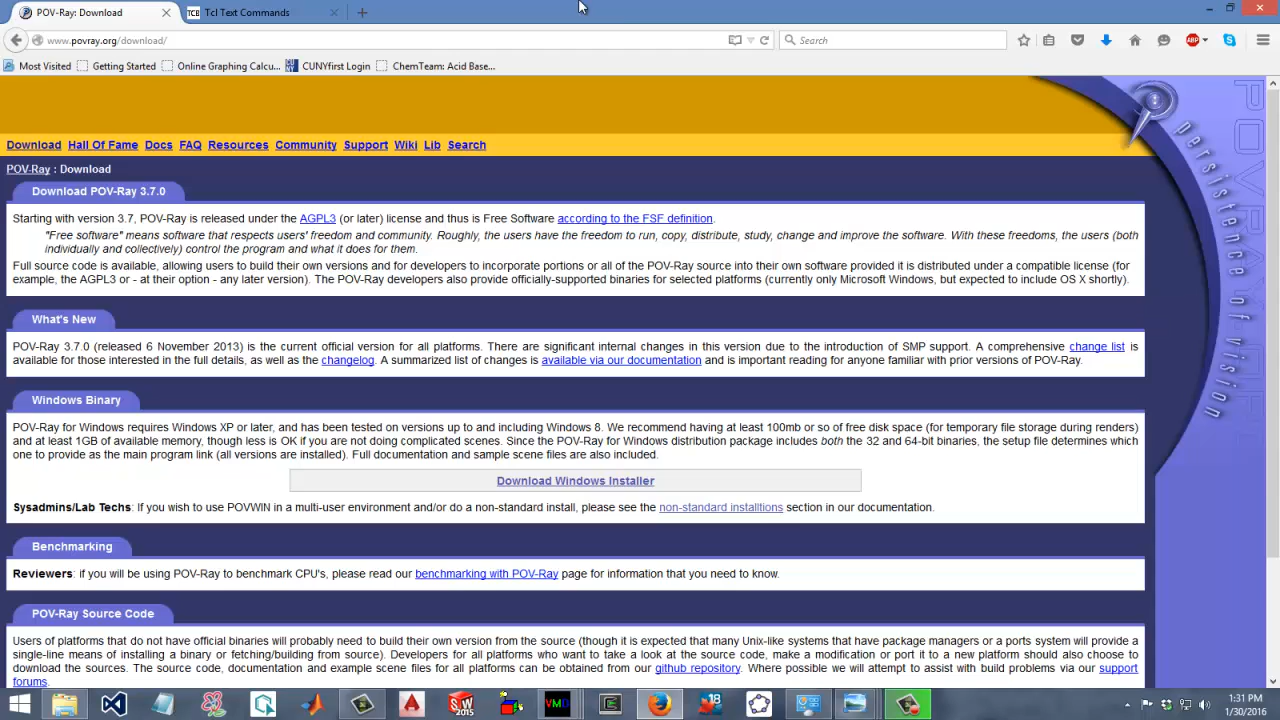 POV-Ray: Download
TCB Tcl Text Commands
www.povray.org/download/
Search
ABP
Most Visited Getting Started Online Graphing Calcu... CUNYfirst Login ChemTeam: Acid Base...
Download Hall Of Fame Docs FAQ Resources Community Support Wiki Lib Search
POV-Ray : Download
Download POV-Ray 3.7.0
Starting with version 3.7, POV-Ray is released under the AGPL3 (or later) license and thus is Free Software according to the FSF definition.
"Free software" means software that respects users' freedom and community. Roughly, the users have the freedom to run, copy, distribute, study, change and improve the software. With these freedoms, the users (both
individually and collectively) control the program and what it does for them.
Full source code is available, allowing users to build their own versions and for developers to incorporate portions or all of the POV-Ray source into their own software provided it is distributed under a compatible license (for
example, the AGPL3 or - at their option - any later version). The POV-Ray developers also provide officially-supported binaries for selected platforms (currently only Microsoft Windows, but expected to include OS X shortly).
What's New
POV-Ray 3.7.0 (released 6 November 2013) is the current official version for all platforms. There are significant internal changes in this version due to the introduction of SMP support. A comprehensive change list is
available for those interested in the full details, as well as the changelog. A summarized list of changes is available via our documentation and is important reading for anyone familiar with prior versions of POV-Ray.
Windows Binary
POV-Ray for Windows requires Windows XP or later, and has been tested on versions up to and including Windows 8. We recommend having at least 100mb or so of free disk space (for temporary file storage during renders)
and at least 1GB of available memory, though less is OK if you are not doing complicated scenes. Since the POV-Ray for Windows distribution package includes both the 32 and 64-bit binaries, the setup file determines which
one to provide as the main program link (all versions are installed). Full documentation and sample scene files are also included.
Download Windows Installer
Sysadmins/Lab Techs: If you wish to use POVWIN in a multi-user environment and/or do a non-standard install, please see the non-standard installtions section in our documentation.
Benchmarking
Reviewers: if you will be using POV-Ray to benchmark CPU's, please read our benchmarking with POV-Ray page for information that you need to know.
POV-Ray Source Code
Users of platforms that do not have official binaries will probably need to build their own version from the source (though it is expected that many Unix-like systems that have package managers or a ports system will provide a
single-line means of installing a binary or fetching/building from source). Developers for all platforms who want to take a look at the source code, make a modification or port it to a new platform should also choose to
download the sources. The source code, documentation and example scene files for all platforms can be obtained from our github repository. Where possible we will attempt to assist with build problems via our support
forums.
persistence of vision
POV-RAY
SW 2015
VMD
18
1:31 PM
1/30/2016